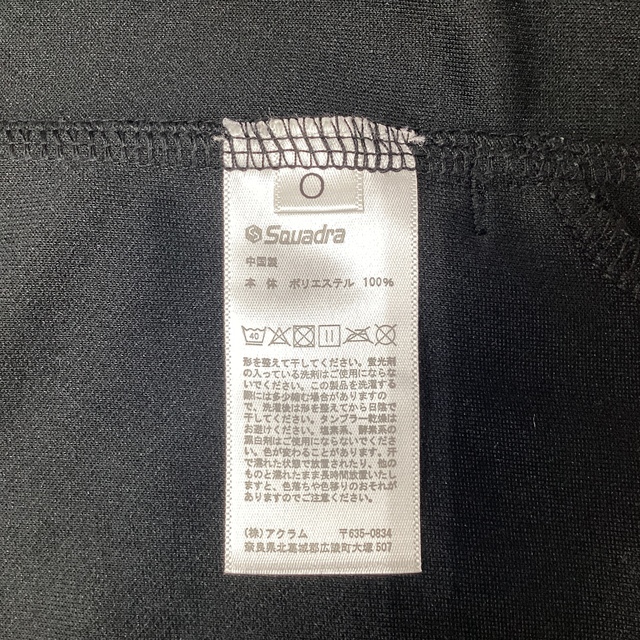 O
Squadra
中国製
本 体 ポリエステル 100%
40
形を整えて干してください。蛍光剤
の入っている洗剤はご使用にならな
いでください。この製品を洗濯する
際には多少縮む場合がありますの
で、洗濯後は形を整えてから日陰で
干してください。タンブラー乾燥は
お避けください。塩素系、酵素系の
漂白剤はご使用にならないでくださ
い。色が変わることがあります。汗
で濡れた状態で放置されたり、他の
ものと濡れたまま長時間放置いたし
ますと、色落ちや色移りのおそれが
ありますのでご注意ください。
(株)アクラム 〒635-0834
奈良県北葛城郡広陵町大塚507